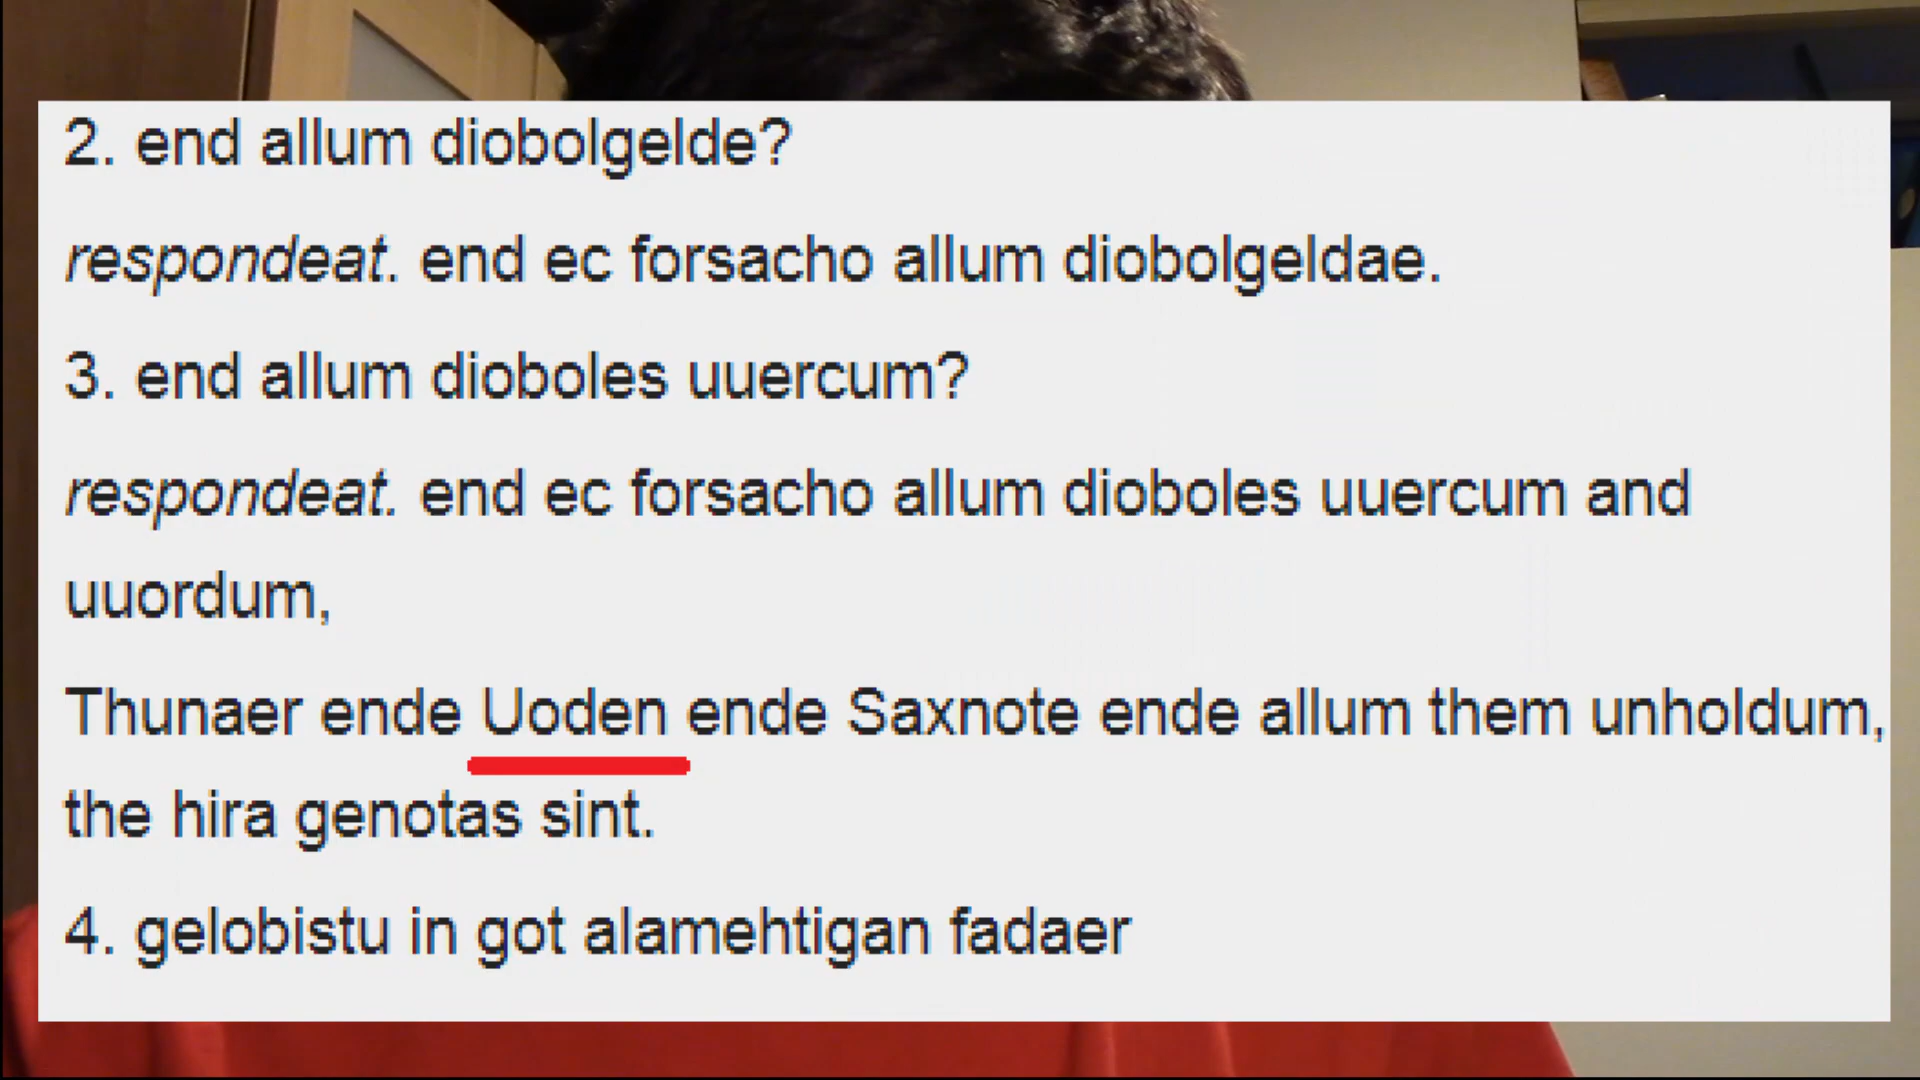 2. end allum diobolgelde?
respondeat. end ec forsacho allum diobolgeldae.
3. end allum dioboles uuercum?
respondeat. end ec forsacho allum dioboles uuercum and
uuordum,
Thunaer ende Uoden ende Saxnote ende allum them unholdum,
the hira genotas sint.
4. gelobistu in got alamehtigan fadaer